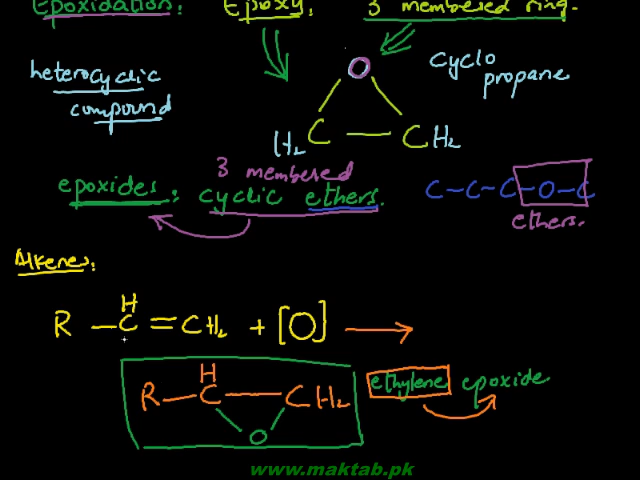 Epoxidation: Epoxy: 3 membered ring.
heterocyclic
compound
O
H₂C — CH₂
Cyclo
propane
3 membered
epoxides: cyclic ethers.
C-C-C-O-C
ethers.
Alkenes:
H
R — C = CH₂ + [O] →
H
R — C — CH₂
O
ethylene epoxide
www.maktab.pk